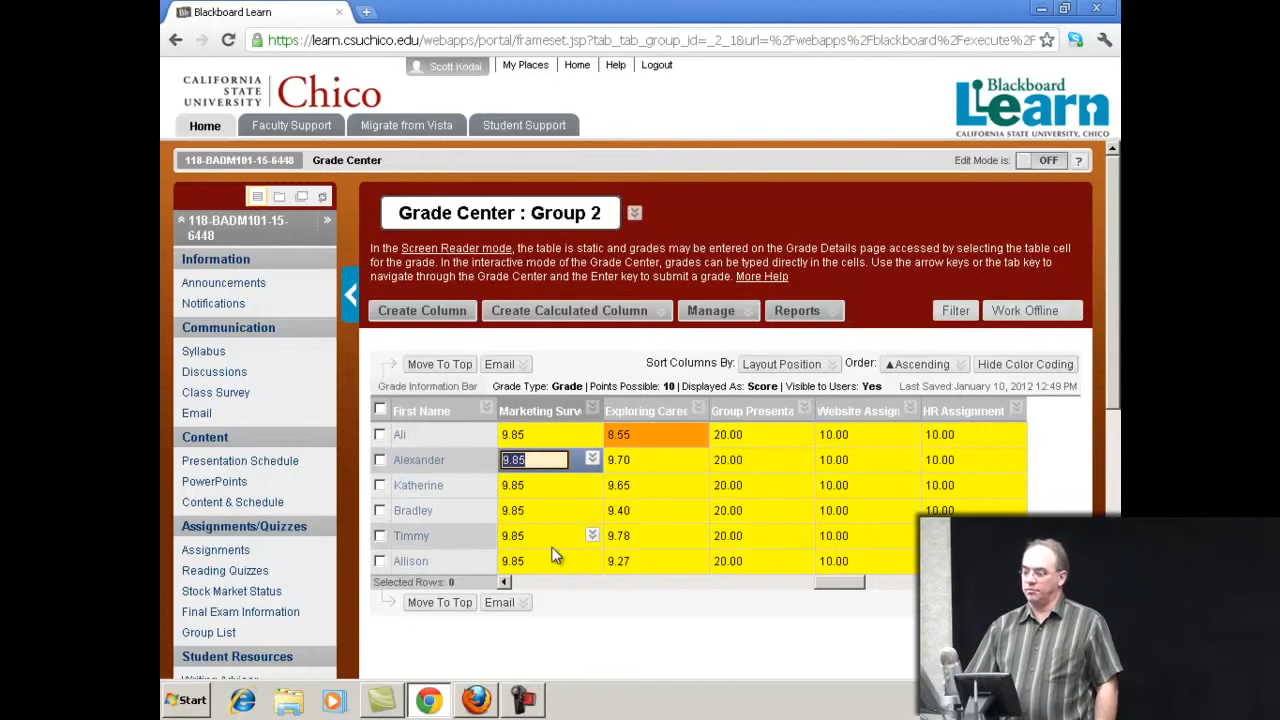 Blackboard Learn
https://learn.csuchico.edu/webapps/portal/frameset.jsp?tab_tab_group_id=_2_1&url=%2Fwebapps%2Fblackboard%2Fexecute%2F
Scott Kodai My Places Home Help Logout
CALIFORNIA
STATE
UNIVERSITY
Chico
Blackboard
Learn
CALIFORNIA STATE UNIVERSITY, CHICO
Home Faculty Support Migrate from Vista Student Support
118-BADM101-15-6448 Grade Center Edit Mode is: OFF ?
118-BADM101-15-
6448
Information
Announcements
Notifications
Communication
Syllabus
Discussions
Class Survey
Email
Content
Presentation Schedule
PowerPoints
Content & Schedule
Assignments/Quizzes
Assignments
Reading Quizzes
Stock Market Status
Final Exam Information
Group List
Student Resources
Grade Center : Group 2
In the Screen Reader mode, the table is static and grades may be entered on the Grade Details page accessed by selecting the table cell
for the grade. In the interactive mode of the Grade Center, grades can be typed directly in the cells. Use the arrow keys or the tab key to
navigate through the Grade Center and the Enter key to submit a grade. More Help
Create Column Create Calculated Column Manage Reports Filter Work Offline
Move To Top Email Sort Columns By: Layout Position Order: ▲Ascending Hide Color Coding
Grade Information Bar Grade Type: Grade | Points Possible: 10 | Displayed As: Score | Visible to Users: Yes Last Saved:January 10, 2012 12:49 PM
First Name Marketing Surv Exploring Caree Group Presenta Website Assign HR Assignment
Ali 9.85 8.55 20.00 10.00 10.00
Alexander 9.85 9.70 20.00 10.00 10.00
Katherine 9.85 9.65 20.00 10.00 10.00
Bradley 9.85 9.40 20.00 10.00 10.00
Timmy 9.85 9.78 20.00 10.00
Allison 9.85 9.27 20.00 10.00
Selected Rows: 0
Move To Top Email
Start